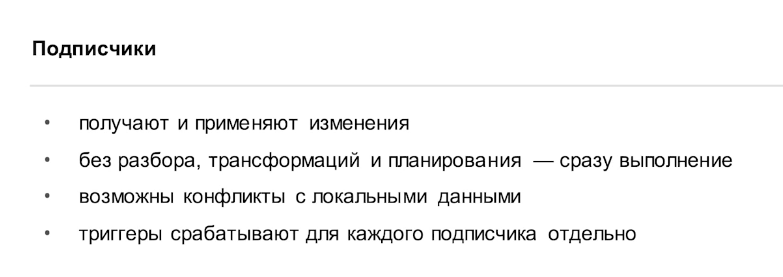 Подписчики
• получают и применяют изменения
• без разбора, трансформаций и планирования — сразу выполнение
• возможны конфликты с локальными данными
• триггеры срабатывают для каждого подписчика отдельно